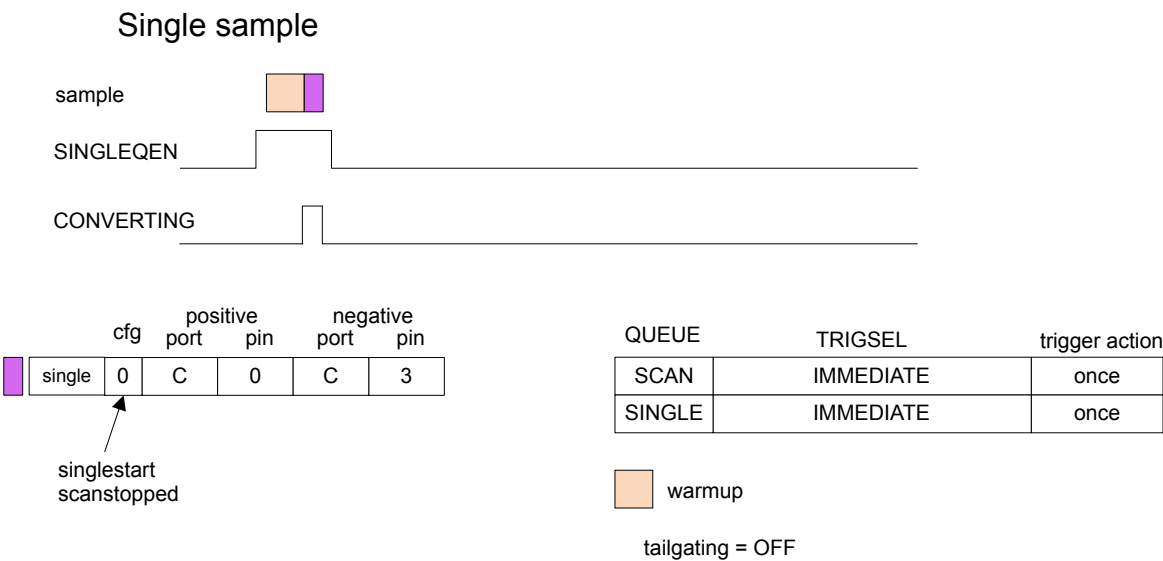 Single sample
sample
SINGLEQEN
CONVERTING
cfg positive port pin negative port pin
single 0 C 0 C 3
singlestart
scanstopped
QUEUE TRIGSEL trigger action
SCAN IMMEDIATE once
SINGLE IMMEDIATE once
warmup
tailgating = OFF